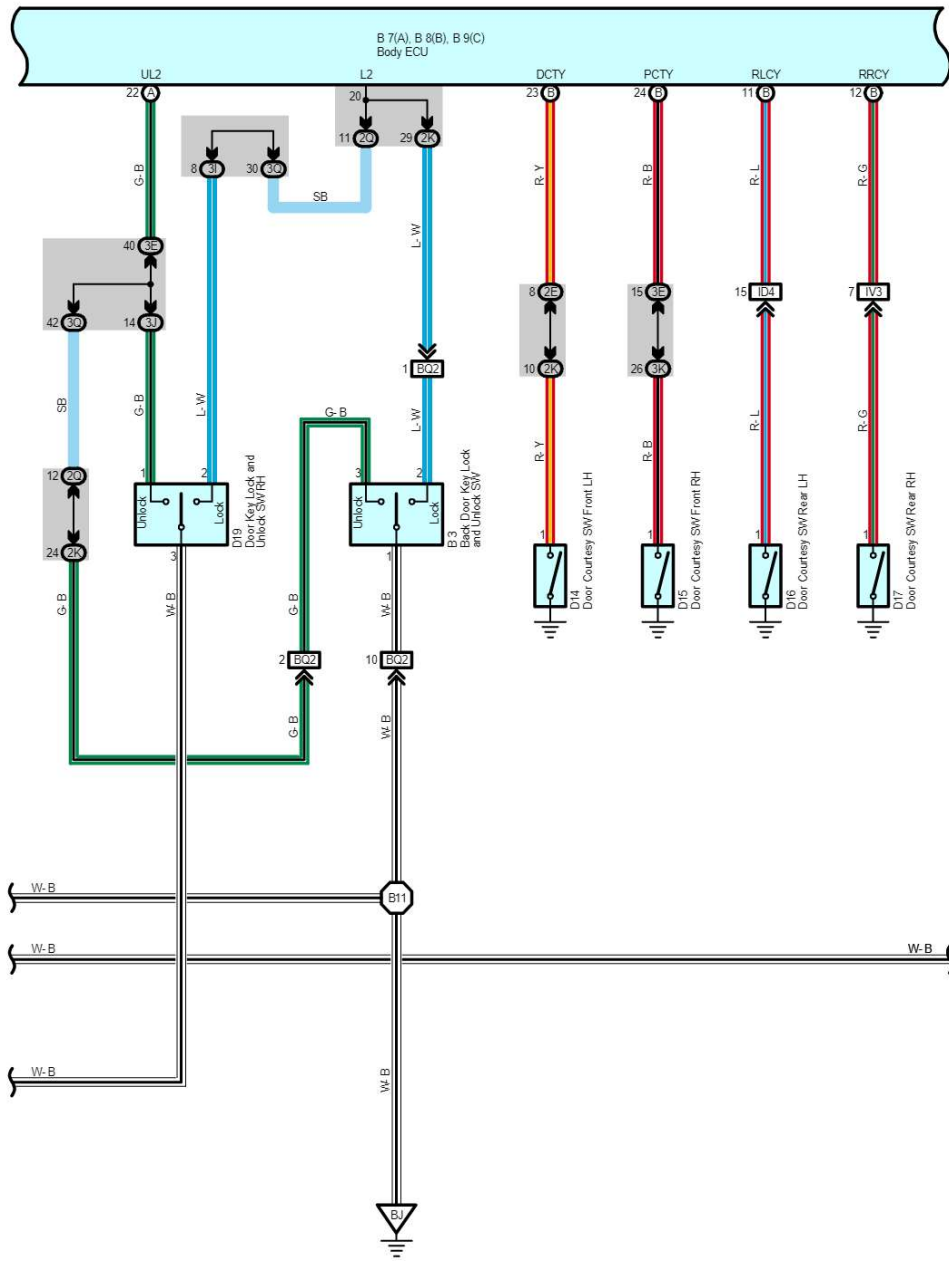 B 7(A), B 8(B), B 9(C)
Body ECU
UL2
L2
DCTY
PCTY
RLCY
RRCY
22 A
20
23 B
24 B
11 B
12 B
11 2Q
29 2K
8 3I
30 3Q
SB
G-B
R-Y
R-B
R-L
R-G
L-W
40 3E
42 3Q
14 3J
8 2E
15 3E
15 ID4
7 IV3
10 2K
26 3K
1 BQ2
SB
G-B
L-W
G-B
L-W
R-Y
R-B
R-L
R-G
12 2Q
24 2K
1
2
Unlock
Lock
3
D19
Door Key Lock and
Unlock SW RH
3
2
Unlock
Lock
1
B 3
Back Door Key Lock
and Unlock SW
1
D14
Door Courtesy SW Front LH
1
D15
Door Courtesy SW Front RH
1
D16
Door Courtesy SW Rear LH
1
D17
Door Courtesy SW Rear RH
G-B
W-B
G-B
W-B
2 BQ2
10 BQ2
G-B
W-B
W-B
B11
W-B
W-B
W-B
W-B
BJ